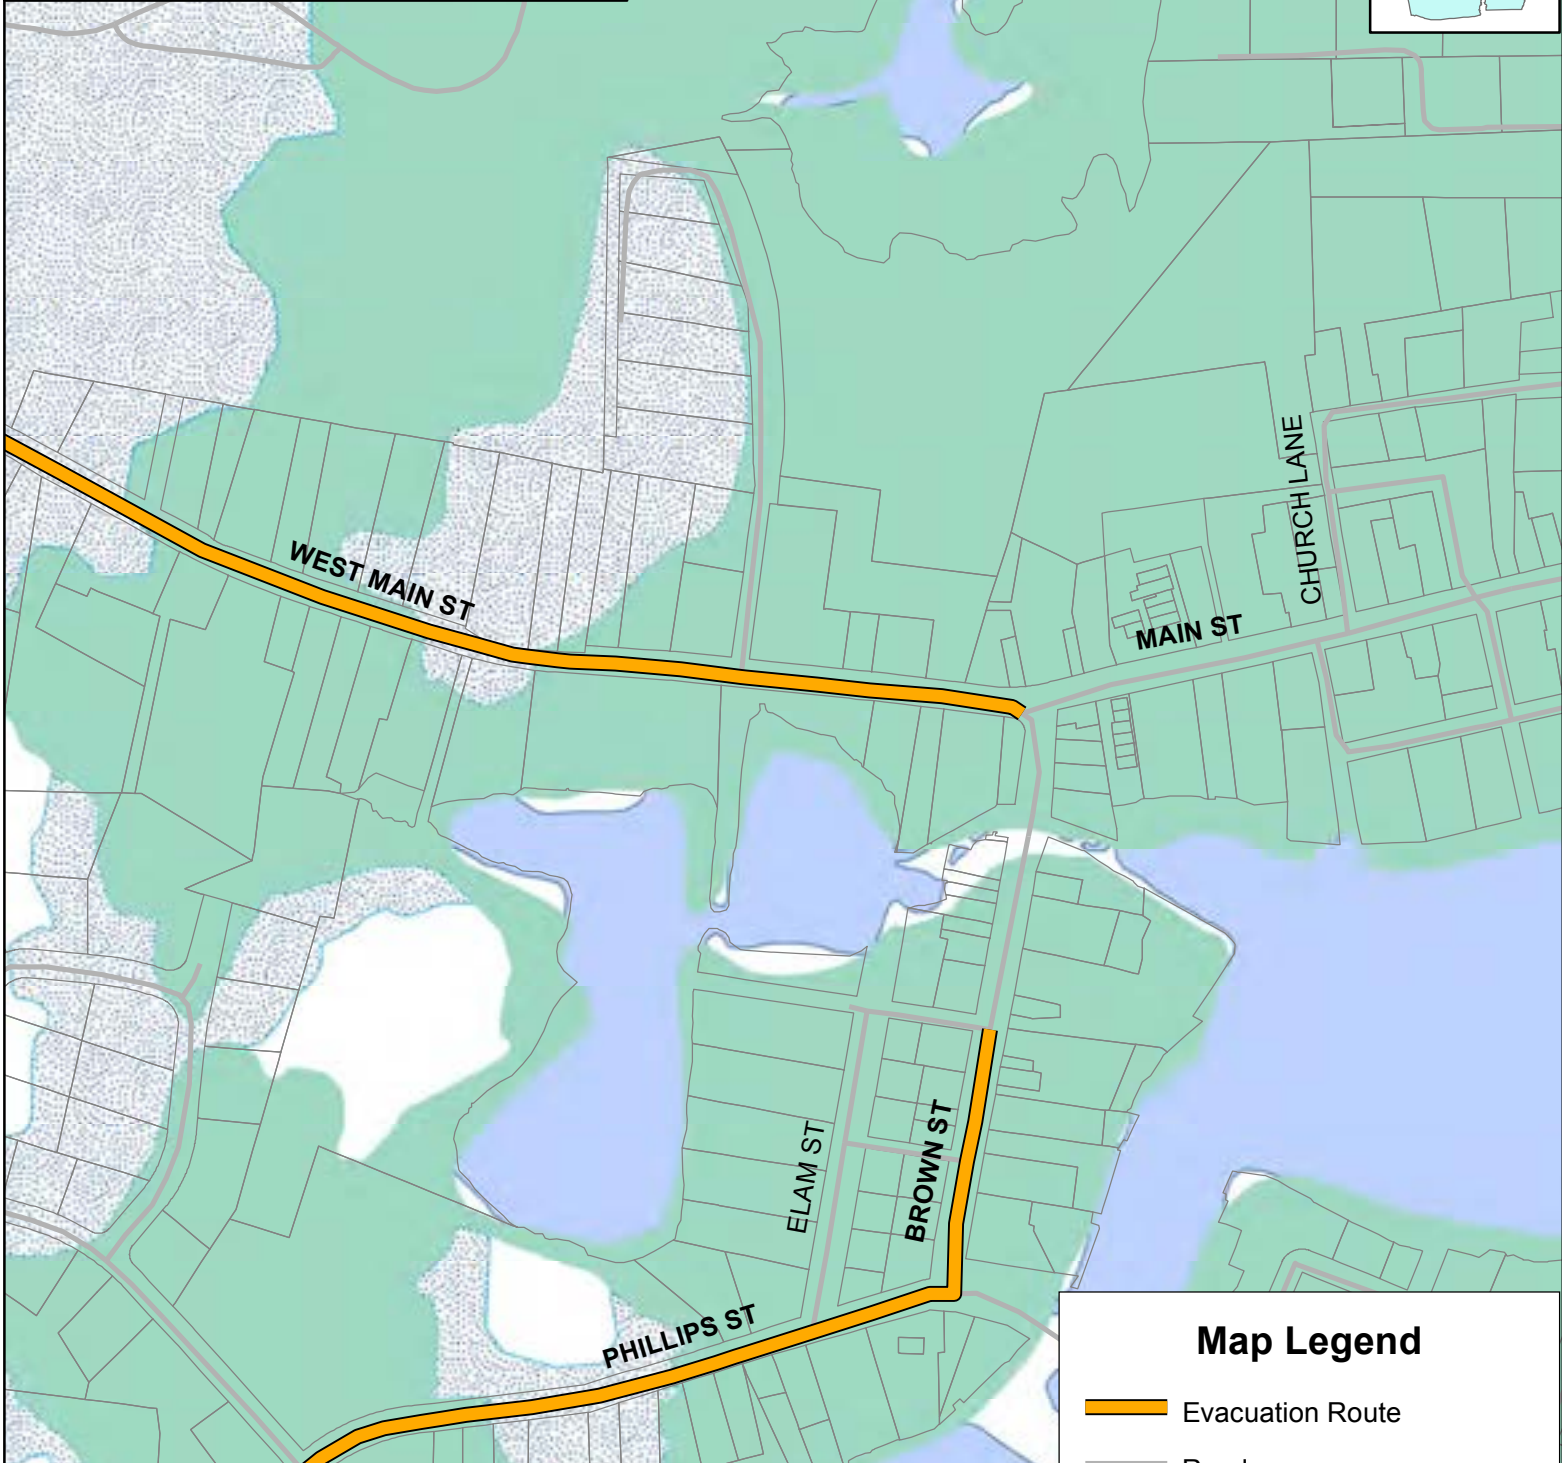 CHURCH LANE
WEST MAIN ST
MAIN ST
ELAM ST
BROWN ST
PHILLIPS ST
Map Legend
Evacuation Route